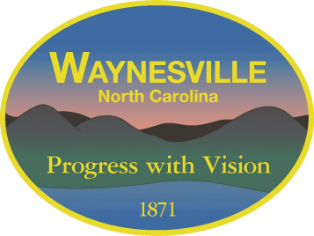 WAYNESVILLE
North Carolina
Progress with Vision
1871